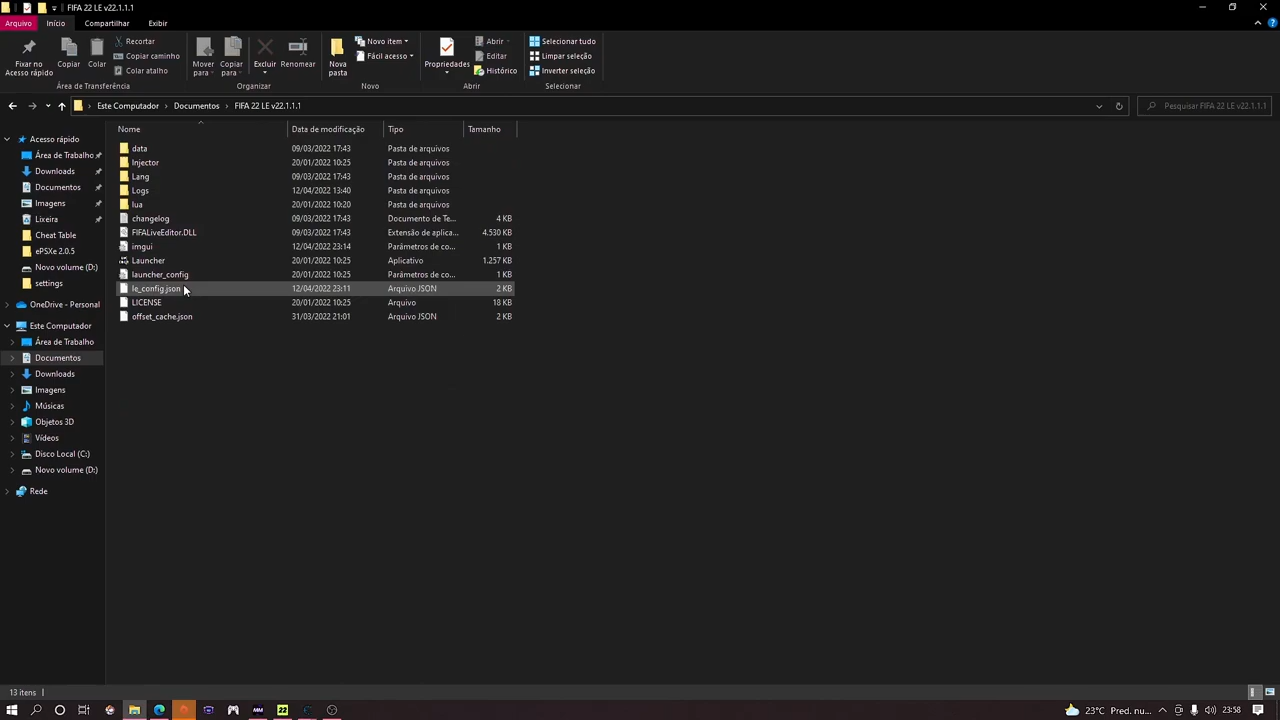 FIFA 22 LE v22.1.1.1
Arquivo Início Compartilhar Exibir
Fixar no Acesso rápido
Copiar
Colar
Recortar
Copiar caminho
Colar atalho
Área de Transferência
Mover para
Copiar para
Excluir
Renomear
Organizar
Nova pasta
Novo item
Fácil acesso
Novo
Propriedades
Abrir
Editar
Histórico
Abrir
Selecionar tudo
Limpar seleção
Inverter seleção
Selecionar
Este Computador Documentos FIFA 22 LE v22.1.1.1
Pesquisar FIFA 22 LE v22.1.1.1
Acesso rápido
Área de Trabalho
Downloads
Documentos
Imagens
Lixeira
Cheat Table
ePSXe 2.0.5
Novo volume (D:)
settings
OneDrive - Personal
Este Computador
Área de Trabalho
Documentos
Downloads
Imagens
Músicas
Objetos 3D
Vídeos
Disco Local (C:)
Novo volume (D:)
Rede
Nome Data de modificação Tipo Tamanho
data 09/03/2022 17:43 Pasta de arquivos
Injector 20/01/2022 10:25 Pasta de arquivos
Lang 09/03/2022 17:43 Pasta de arquivos
Logs 12/04/2022 13:40 Pasta de arquivos
lua 20/01/2022 10:20 Pasta de arquivos
changelog 09/03/2022 17:43 Documento de Te... 4 KB
FIFALiveEditor.DLL 09/03/2022 17:43 Extensão de aplica... 4.530 KB
imgui 12/04/2022 23:14 Parâmetros de co... 1 KB
Launcher 20/01/2022 10:25 Aplicativo 1.257 KB
launcher_config 20/01/2022 10:25 Parâmetros de co... 1 KB
le_config.json 12/04/2022 23:11 Arquivo JSON 2 KB
LICENSE 20/01/2022 10:25 Arquivo 18 KB
offset_cache.json 31/03/2022 21:01 Arquivo JSON 2 KB
13 itens
22
23°C Pred. nu... 23:58